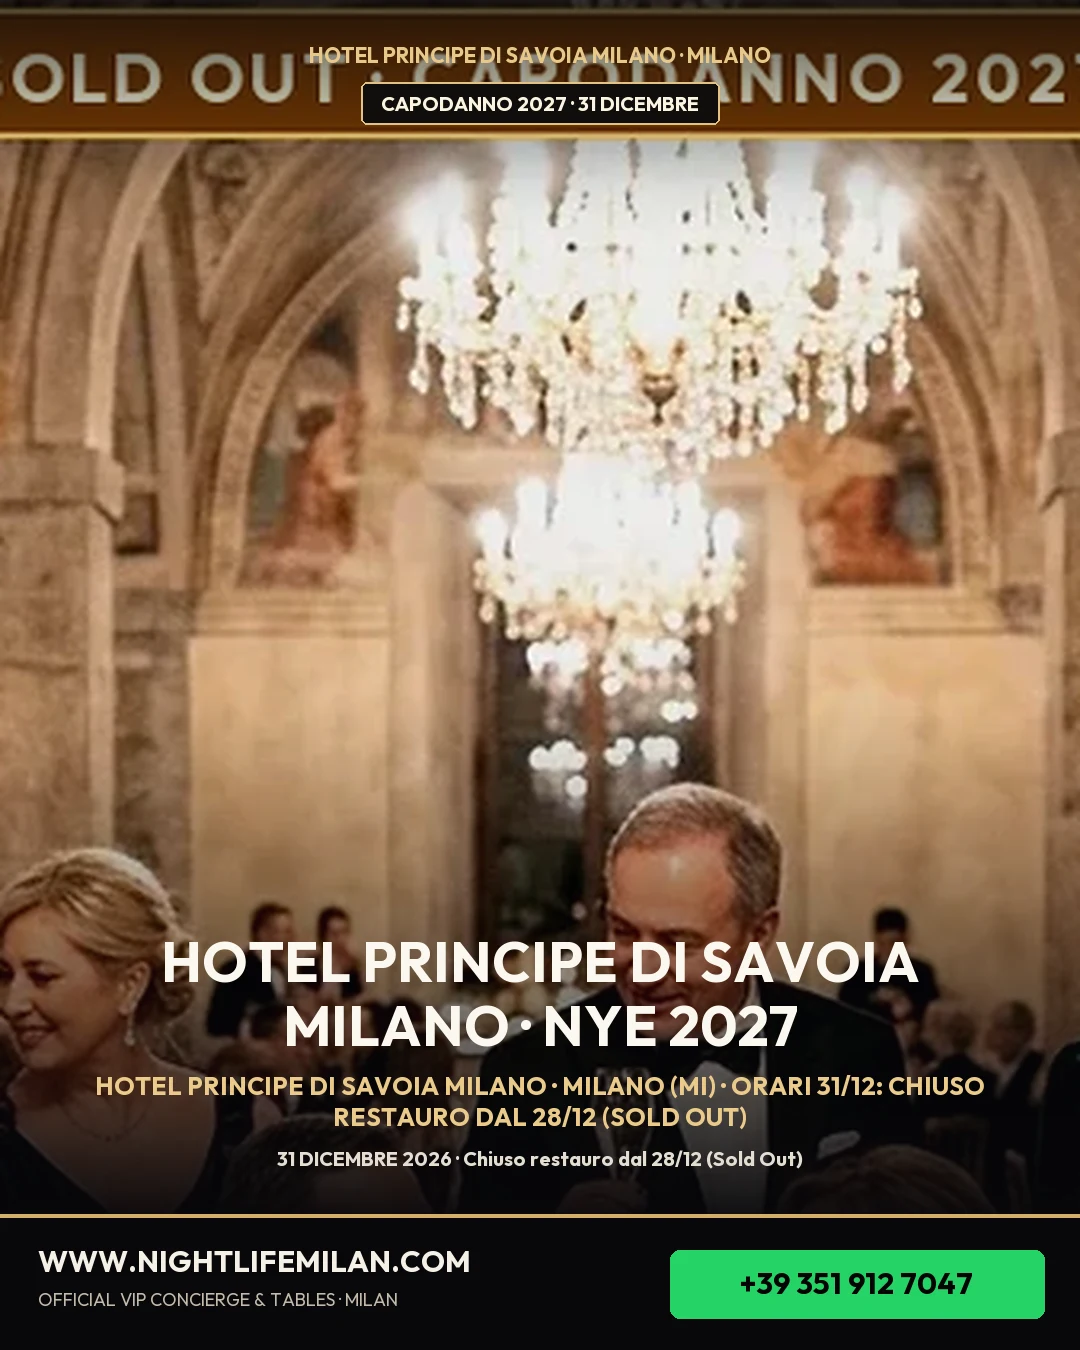 HOTEL PRINCIPE DI SAVOIA MILANO · MILANO
SOLD OUT · CAPODANNO 2027
CAPODANNO 2027 · 31 DICEMBRE
HOTEL PRINCIPE DI SAVOIA
MILANO · NYE 2027
HOTEL PRINCIPE DI SAVOIA MILANO · MILANO (MI) · ORARI 31/12: CHIUSO
RESTAURO DAL 28/12 (SOLD OUT)
31 DICEMBRE 2026 · Chiuso restauro dal 28/12 (Sold Out)
WWW.NIGHTLIFEMILAN.COM
OFFICIAL VIP CONCIERGE & TABLES · MILAN
+39 351 912 7047